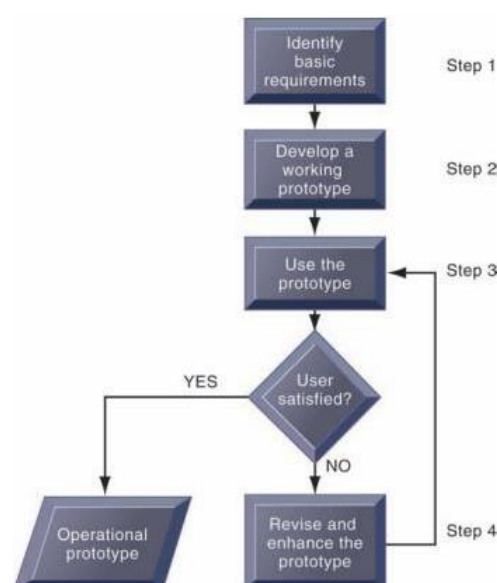 Identify
basic
requirements
Step 1
Develop a
working
prototype
Step 2
Use the
prototype
Step 3
User
satisfied?
YES
NO
Operational
prototype
Revise and
enhance the
prototype
Step 4